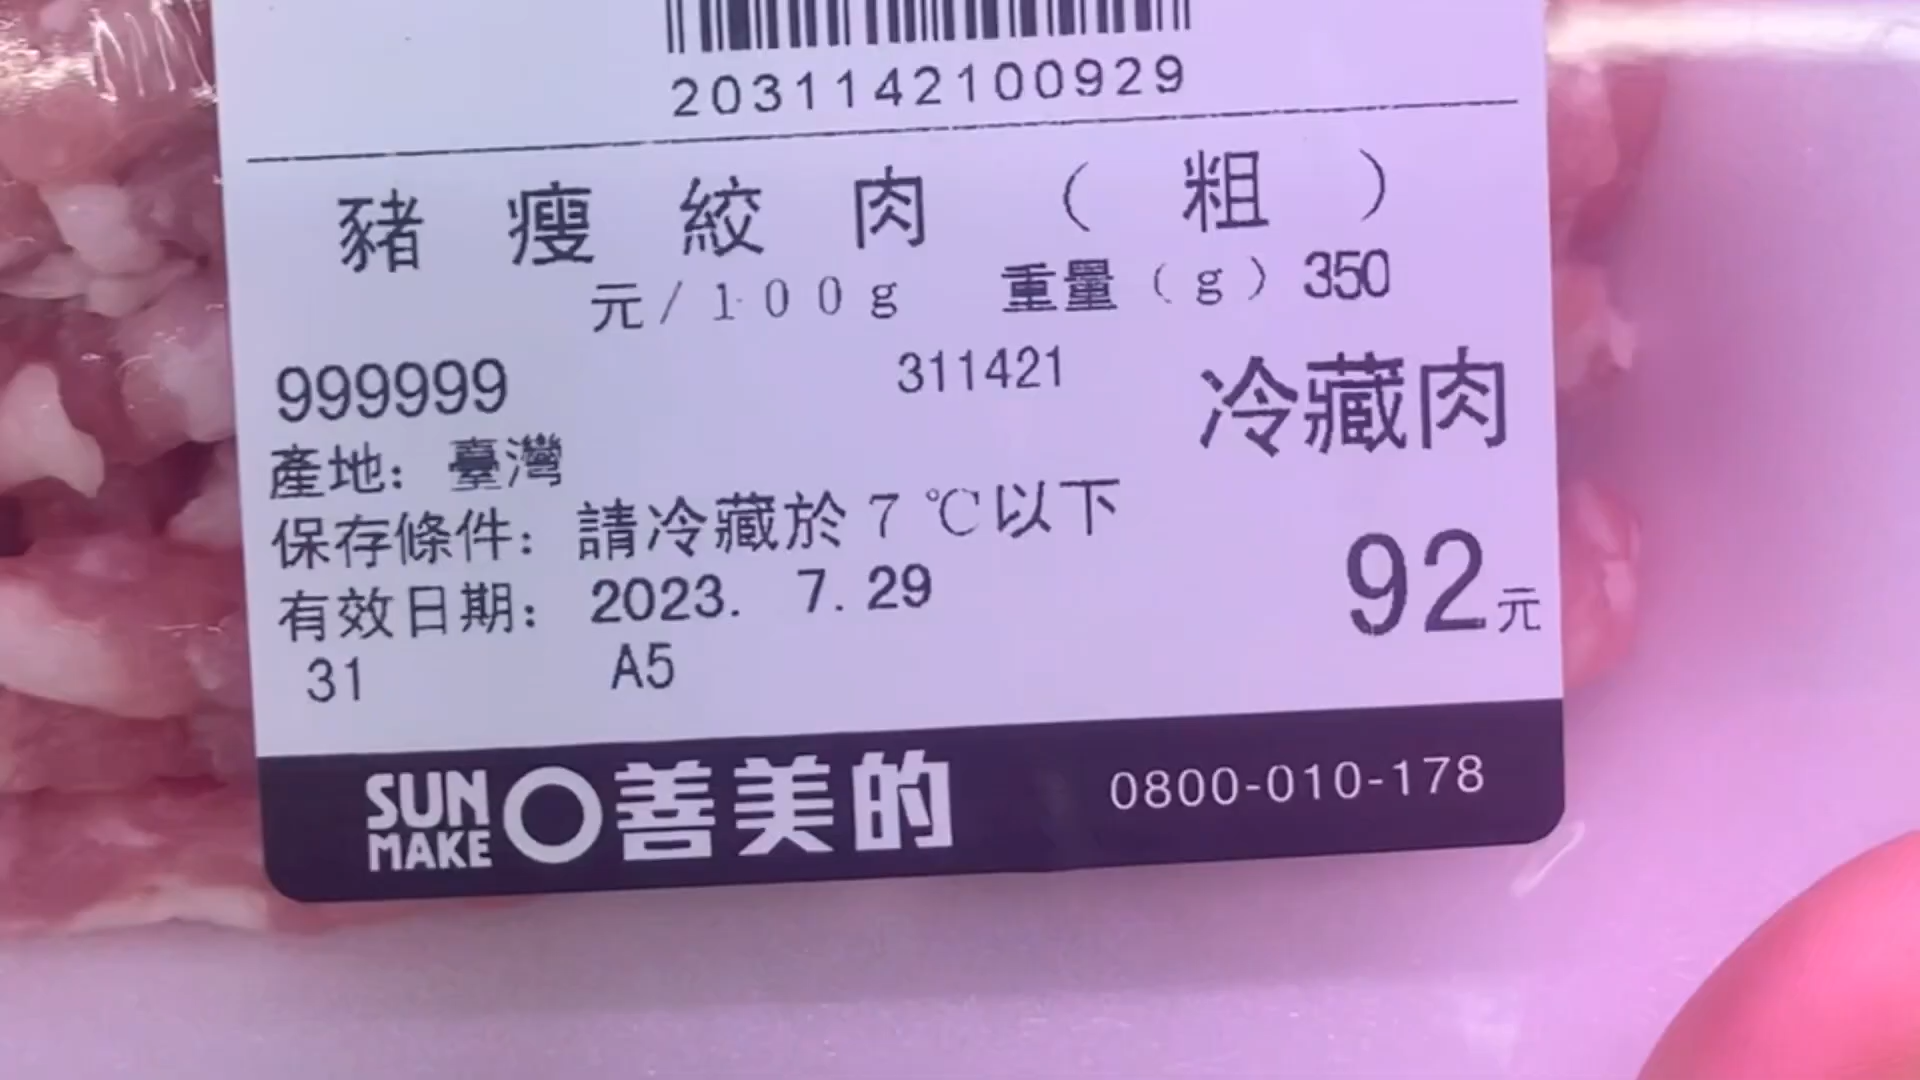 2031142100929
豬瘦絞肉（粗）
元/100g 重量（g）350
999999 311421 冷藏肉
產地：臺灣
保存條件：請冷藏於7℃以下
有效日期：2023. 7. 29 92元
31 A5
SUN MAKE 善美的 0800-010-178